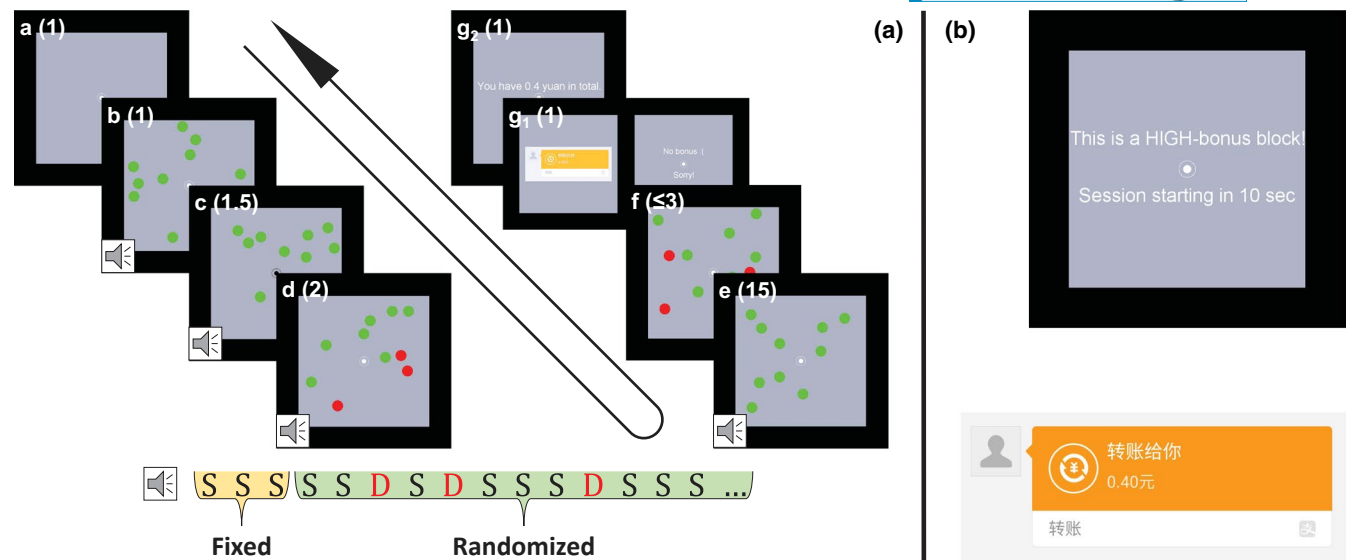 (a)
a (1)
b (1)
c (1.5)
d (2)
g₂ (1)
You have 0.4 yuan in total.
g₁ (1)
No bonus :(
Sorry!
f (≤3)
e (15)
S S S S S D S D S S S D S S S ...
Fixed
Randomized
(b)
This is a HIGH-bonus block!
Session starting in 10 sec
转账给你
0.40元
转账